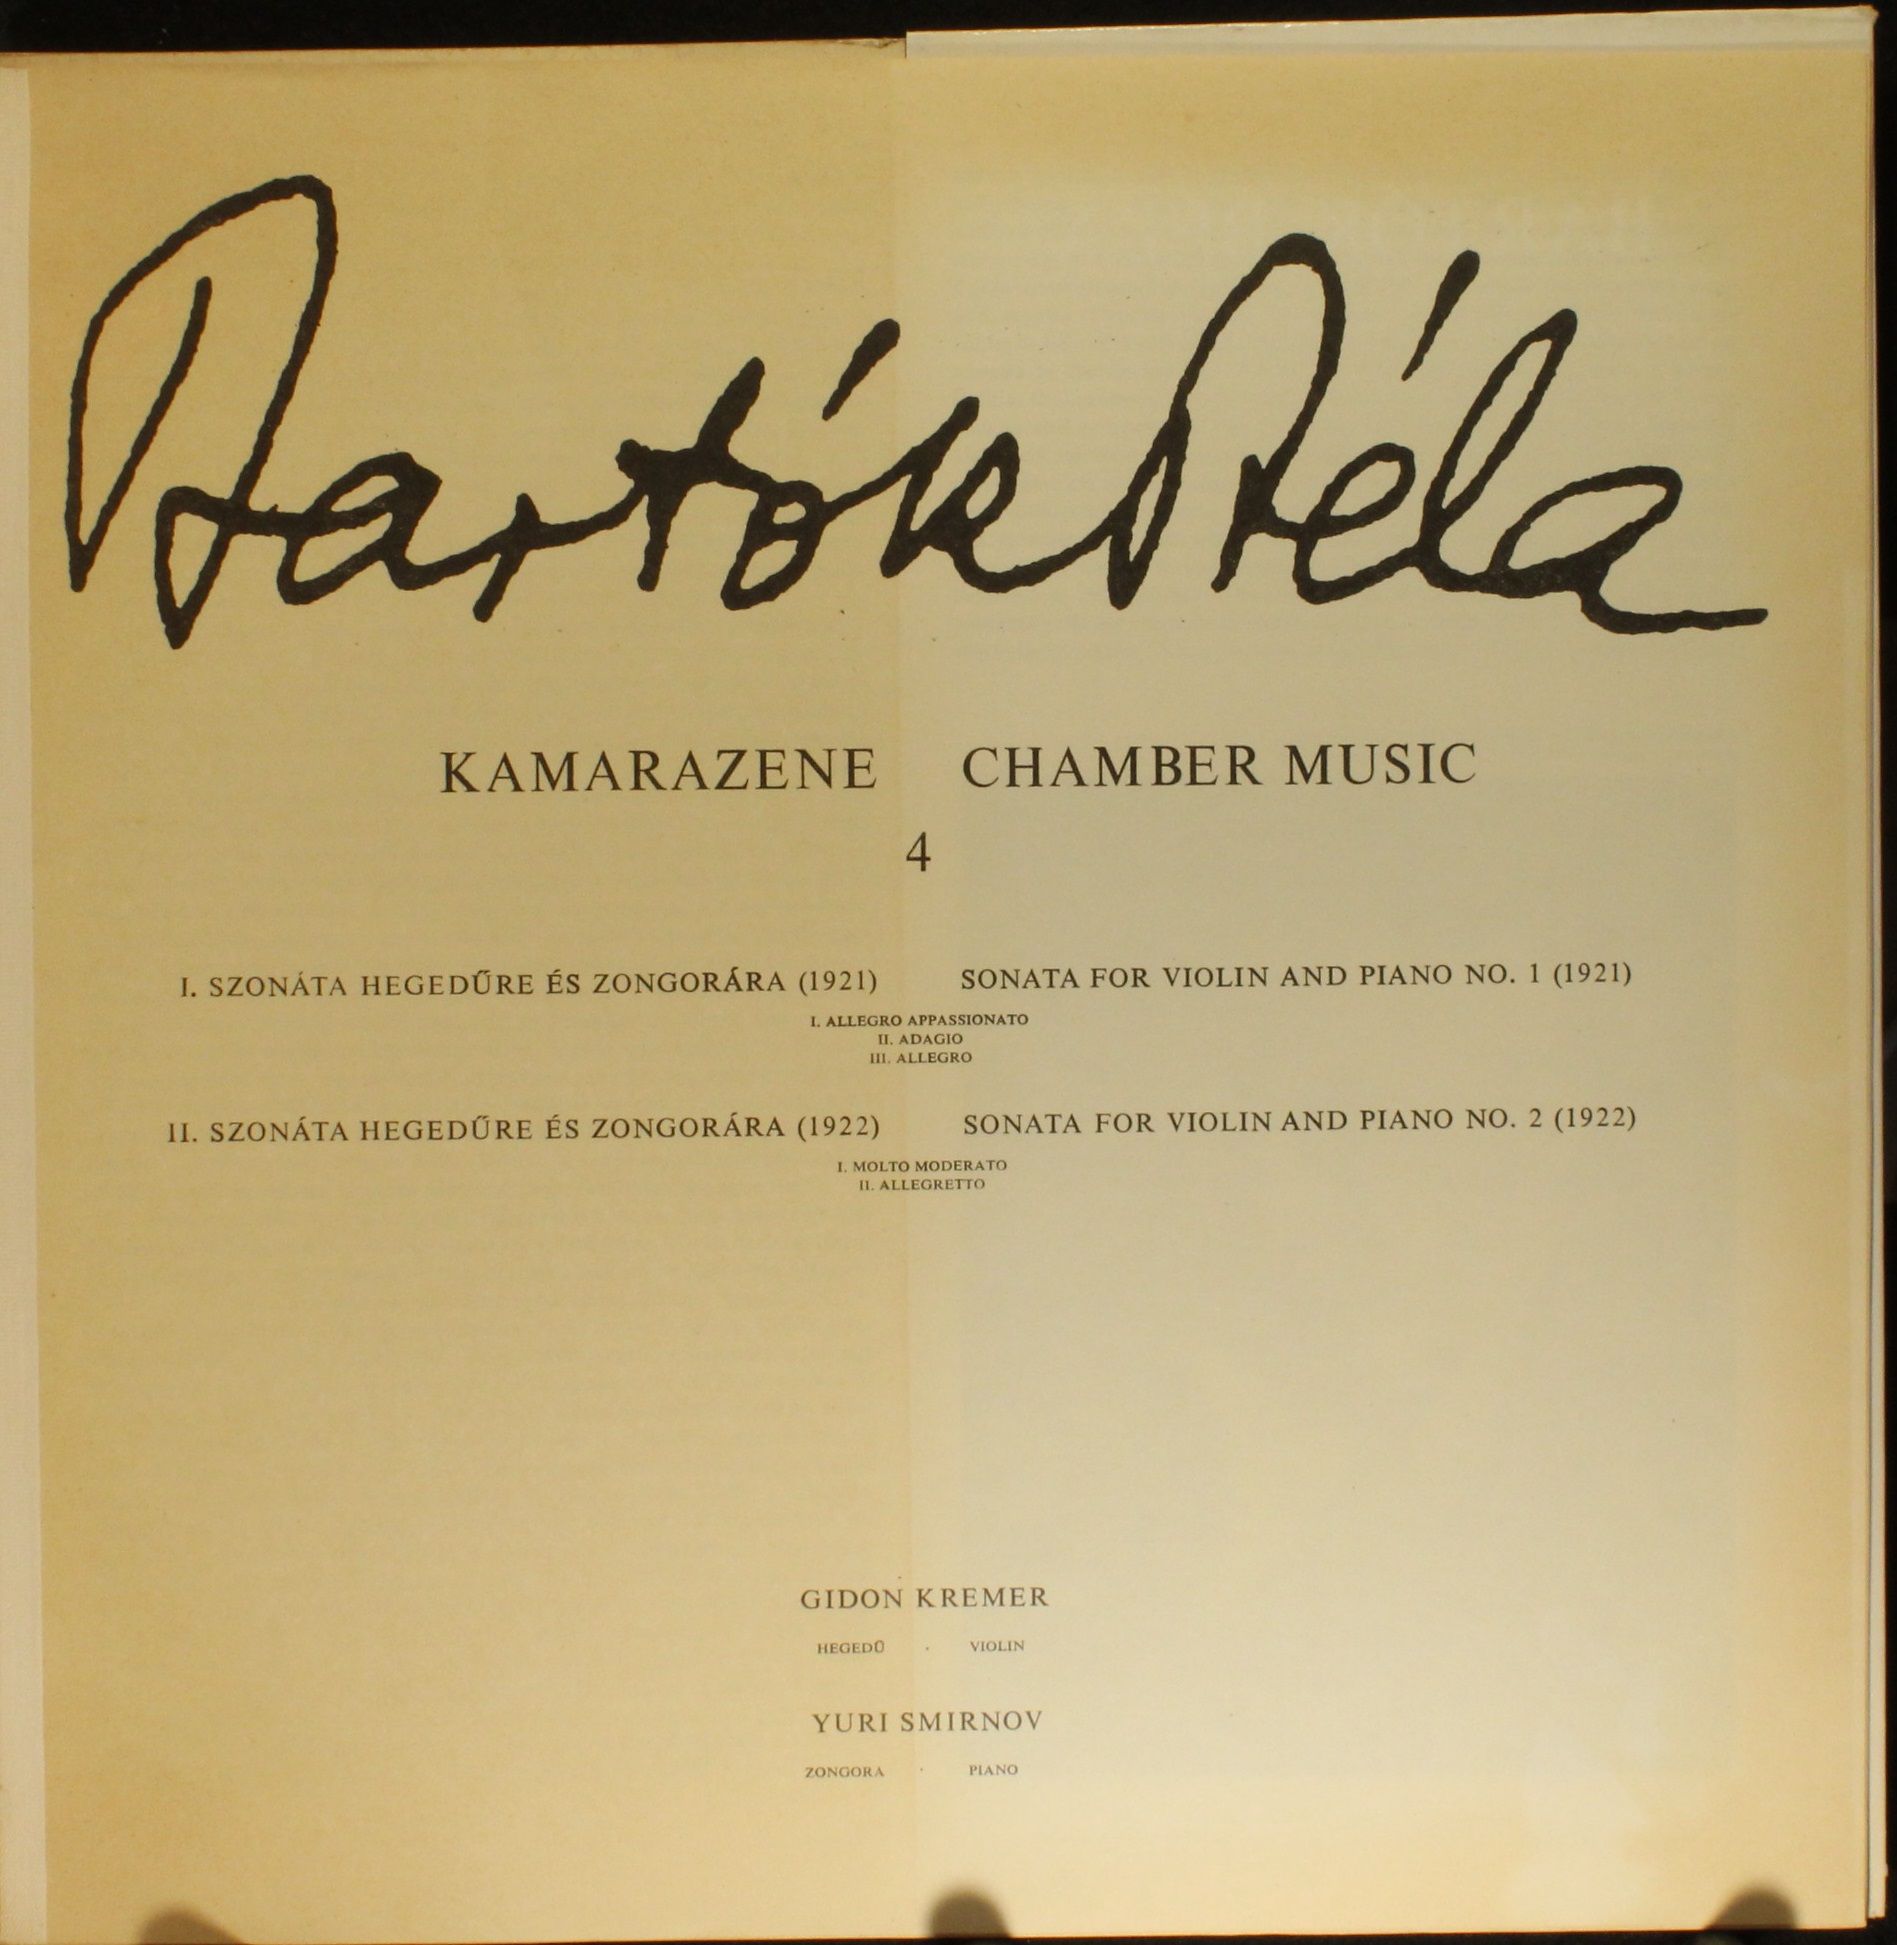 Bartók Béla
KAMARAZENE CHAMBER MUSIC
4
I. SZONÁTA HEGEDŰRE ÉS ZONGORÁRA (1921) SONATA FOR VIOLIN AND PIANO NO. 1 (1921)
I. ALLEGRO APPASSIONATO
II. ADAGIO
III. ALLEGRO
II. SZONÁTA HEGEDŰRE ÉS ZONGORÁRA (1922) SONATA FOR VIOLIN AND PIANO NO. 2 (1922)
I. MOLTO MODERATO
II. ALLEGRETTO
GIDON KREMER
HEGEDŰ · VIOLIN
YURI SMIRNOV
ZONGORA · PIANO